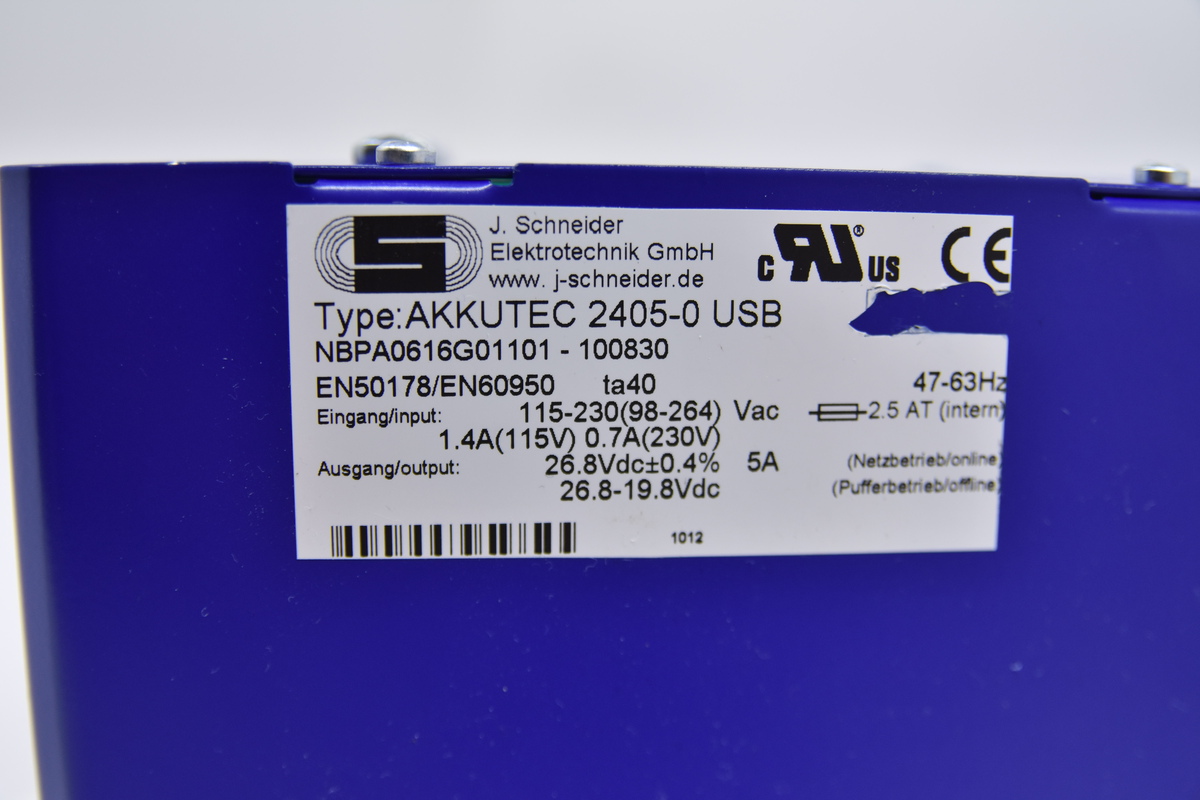 J. Schneider
Elektrotechnik GmbH
www. j-schneider.de
C RU ® US CE
Type:AKKUTEC 2405-0 USB
NBPA0616G01101 - 100830
EN50178/EN60950 ta40 47-63Hz
Eingang/input: 115-230(98-264) Vac 2.5 AT (intern)
1.4A(115V) 0.7A(230V)
Ausgang/output: 26.8Vdc±0.4% 5A (Netzbetrieb/online)
26.8-19.8Vdc (Pufferbetrieb/offline)
1012